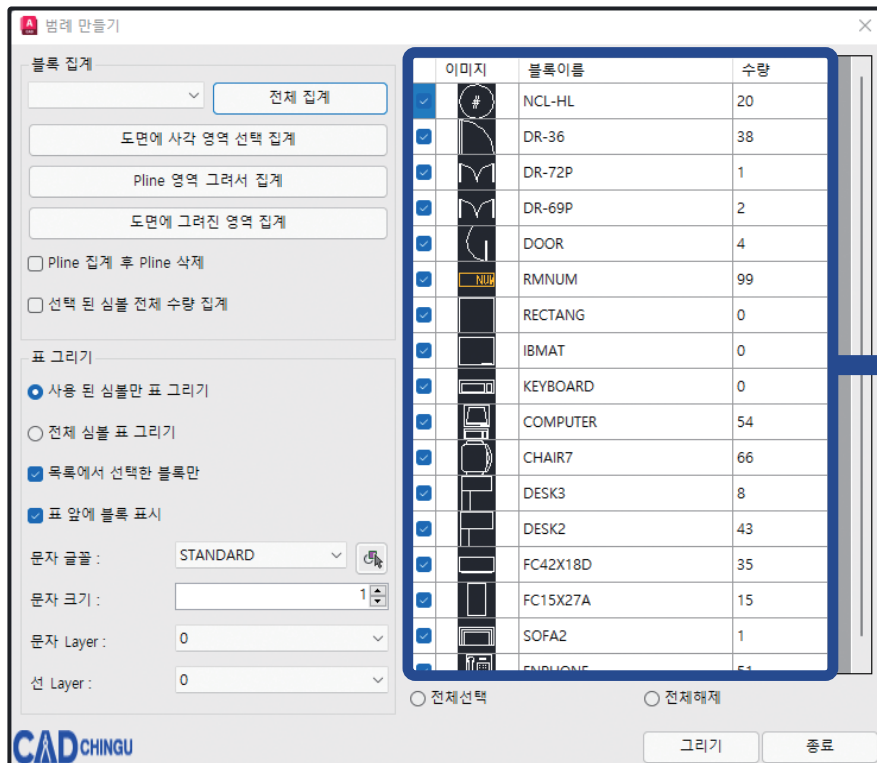 범례 만들기
블록 집계
전체 집계
도면에 사각 영역 선택 집계
Pline 영역 그려서 집계
도면에 그려진 영역 집계
Pline 집계 후 Pline 삭제
선택 된 심볼 전체 수량 집계
표 그리기
사용 된 심볼만 표 그리기
전체 심볼 표 그리기
목록에서 선택한 블록만
표 앞에 블록 표시
문자 글꼴 : STANDARD
문자 크기 : 1
문자 Layer : 0
선 Layer : 0
이미지 블록이름 수량
# NCL-HL 20
DR-36 38
DR-72P 1
DR-69P 2
DOOR 4
NUM RMNUM 99
RECTANG 0
IBMAT 0
KEYBOARD 0
COMPUTER 54
CHAIR7 66
DESK3 8
DESK2 43
FC42X18D 35
FC15X27A 15
SOFA2 1
ENPHONE 51
전체선택 전체해제
CADCHINGU
그리기 종료